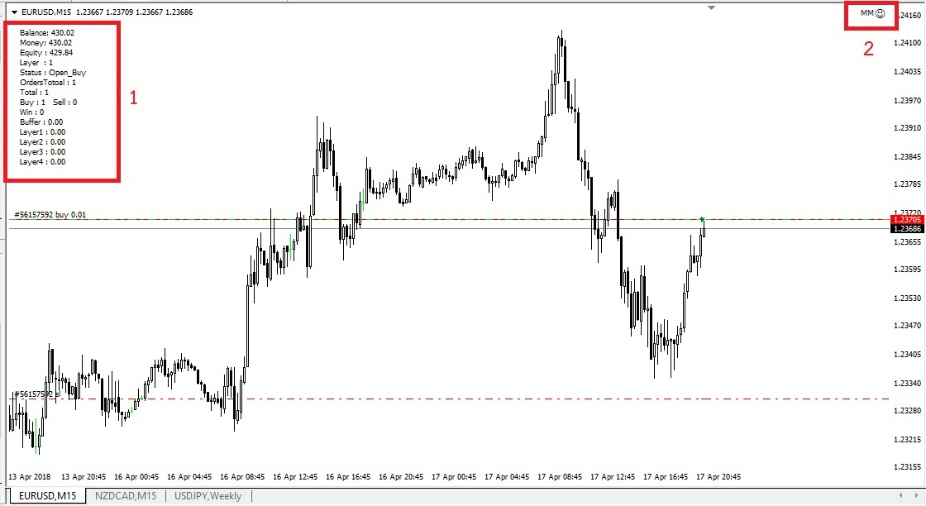 EURUSD,M15 1.23667 1.23709 1.23667 1.23686
MM
1.24160
Balance: 430.02
Money: 430.02
Equity : 429.84
Layer : 1
Status : Open_Buy
OrdersTotoal : 1
Total : 1
Buy : 1 Sell : 0
Win : 0
Buffer : 0.00
Layer1 : 0.00
Layer2 : 0.00
Layer3 : 0.00
Layer4 : 0.00
1
2
1.24100
1.24035
1.23970
1.23910
1.23845
1.23785
1.23720
#56157592 buy 0.01
1.23705
1.23686
1.23655
1.23595
1.23530
1.23470
1.23405
1.23340
#56157592 sl
1.23280
1.23215
1.23155
13 Apr 2018 13 Apr 20:45 16 Apr 00:45 16 Apr 04:45 16 Apr 08:45 16 Apr 12:45 16 Apr 16:45 16 Apr 20:45 17 Apr 00:45 17 Apr 04:45 17 Apr 08:45 17 Apr 12:45 17 Apr 16:45 17 Apr 20:45
EURUSD,M15 NZDCAD,M15 USDJPY,Weekly